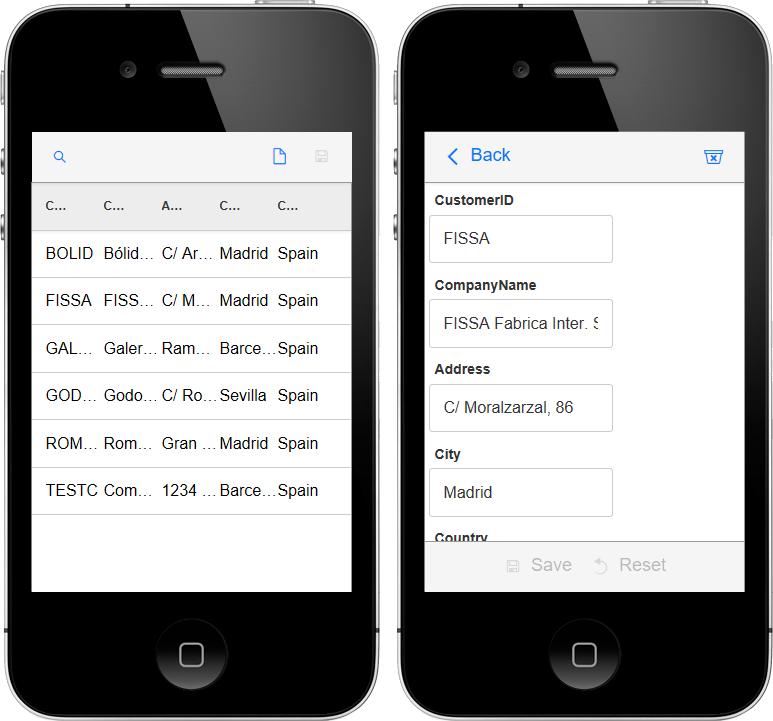 C... C... A... C... C...
BOLID Bólid... C/ Ar... Madrid Spain
FISSA FISS... C/ M... Madrid Spain
GAL... Galer... Ram... Barce... Spain
GOD... Godo... C/ Ro... Sevilla Spain
ROM... Rom... Gran ... Madrid Spain
TESTC Com... 1234 ... Barce... Spain
Back
CustomerID
FISSA
CompanyName
FISSA Fabrica Inter. S
Address
C/ Moralzarzal, 86
City
Madrid
Country
Save Reset